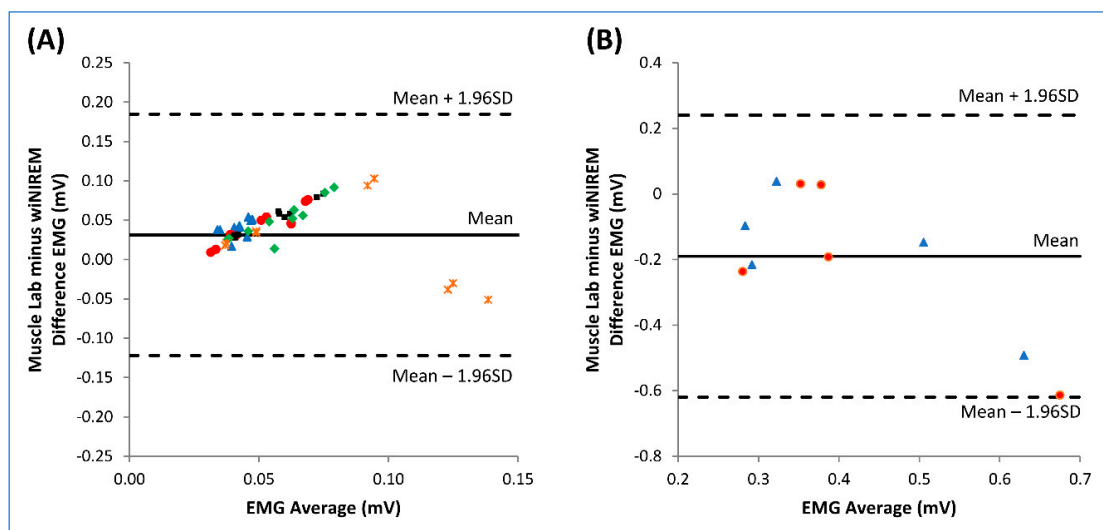 (A)
Muscle Lab minus wiNIREM
Difference EMG (mV)
0.25
0.20
0.15
0.10
0.05
0.00
-0.05
-0.10
-0.15
-0.20
-0.25
Mean + 1.96SD
Mean
Mean – 1.96SD
0.00
0.05
0.10
0.15
EMG Average (mV)
(B)
Muscle Lab minus wiNIREM
Difference EMG (mV)
0.4
0.2
0
-0.2
-0.4
-0.6
-0.8
Mean + 1.96SD
Mean
Mean – 1.96SD
0.2
0.3
0.4
0.5
0.6
0.7
EMG Average (mV)